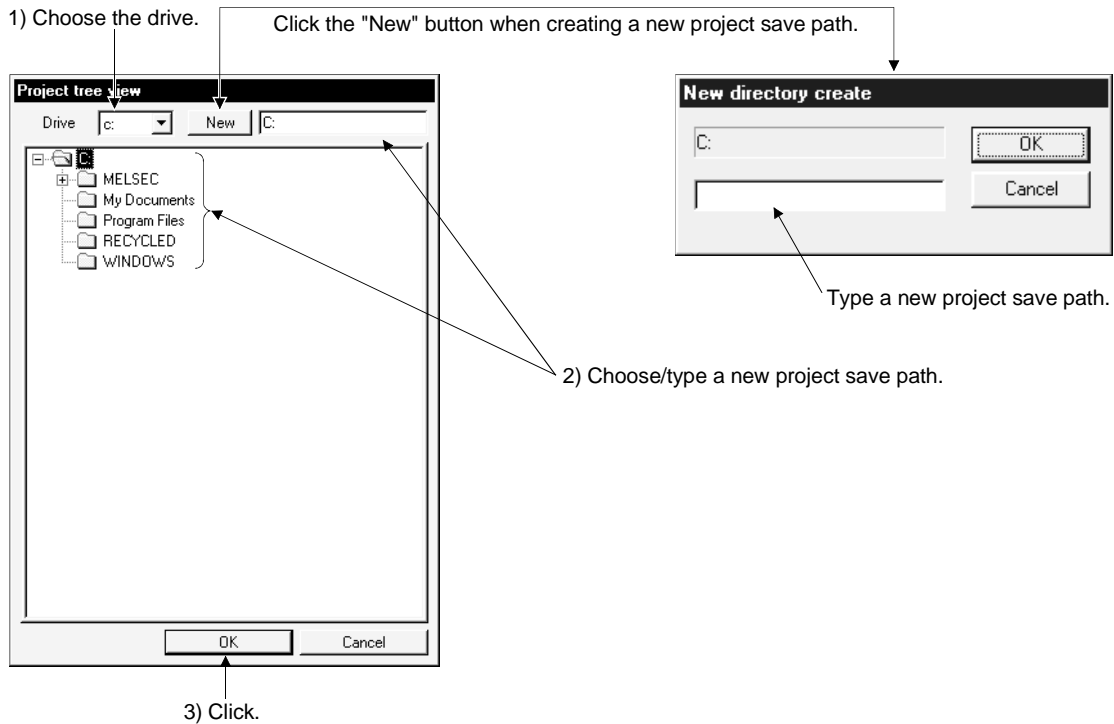 1) Choose the drive.
Click the "New" button when creating a new project save path.
Project tree view
Drive
c:
New
C:
C:
MELSEC
My Documents
Program Files
RECYCLED
WINDOWS
OK
Cancel
New directory create
C:
OK
Cancel
Type a new project save path.
2) Choose/type a new project save path.
3) Click.